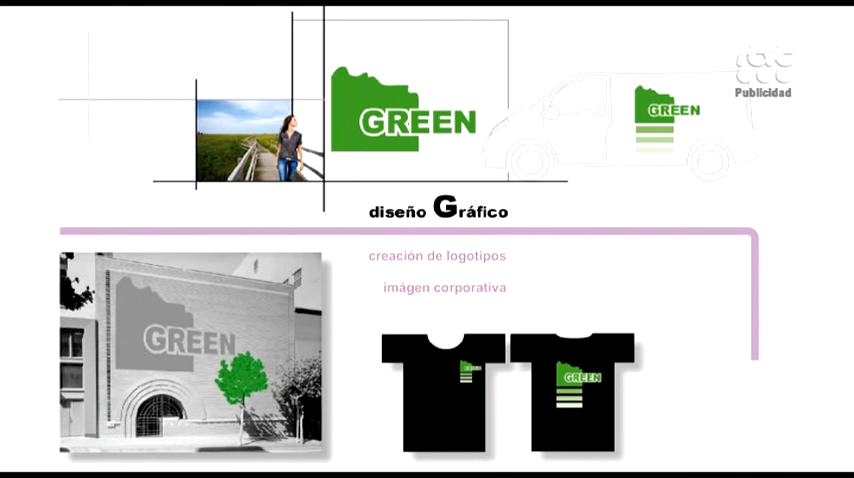 GREEN
GREEN
Publicidad
diseño Gráfico
creación de logotipos
imágen corporativa
GREEN
GREEN